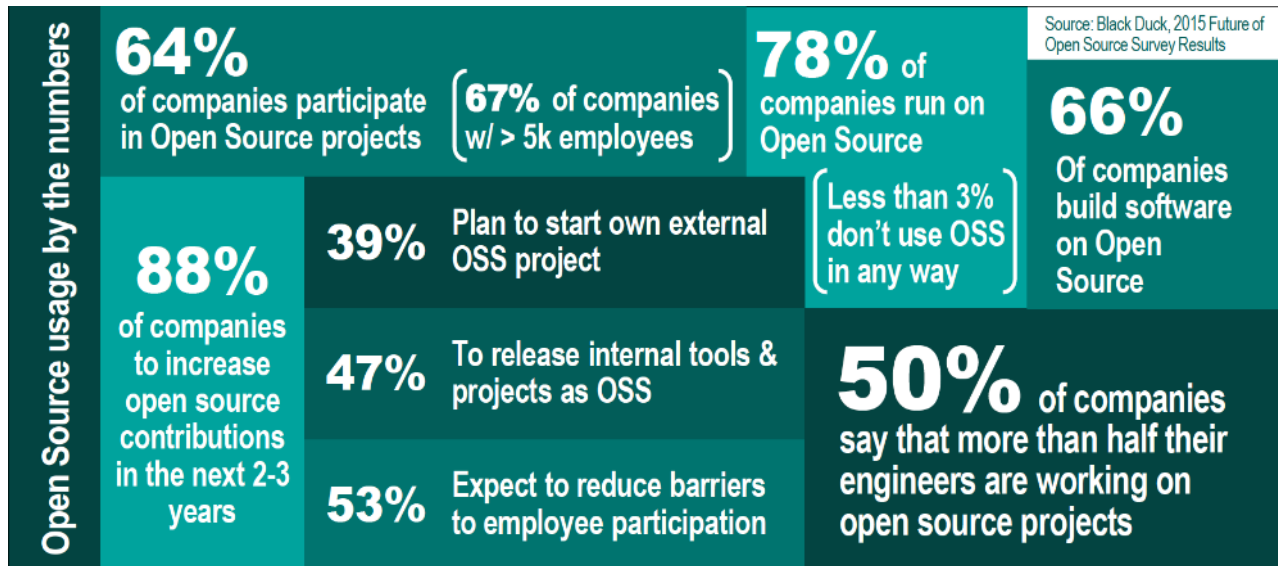 Open Source usage by the numbers
64%
of companies participate
in Open Source projects
67% of companies
w/ > 5k employees
78% of
companies run on
Open Source
Less than 3%
don't use OSS
in any way
Source: Black Duck, 2015 Future of
Open Source Survey Results
66%
Of companies
build software
on Open
Source
88%
of companies
to increase
open source
contributions
in the next 2-3
years
39%
Plan to start own external
OSS project
47%
To release internal tools &
projects as OSS
53%
Expect to reduce barriers
to employee participation
50% of companies
say that more than half their
engineers are working on
open source projects